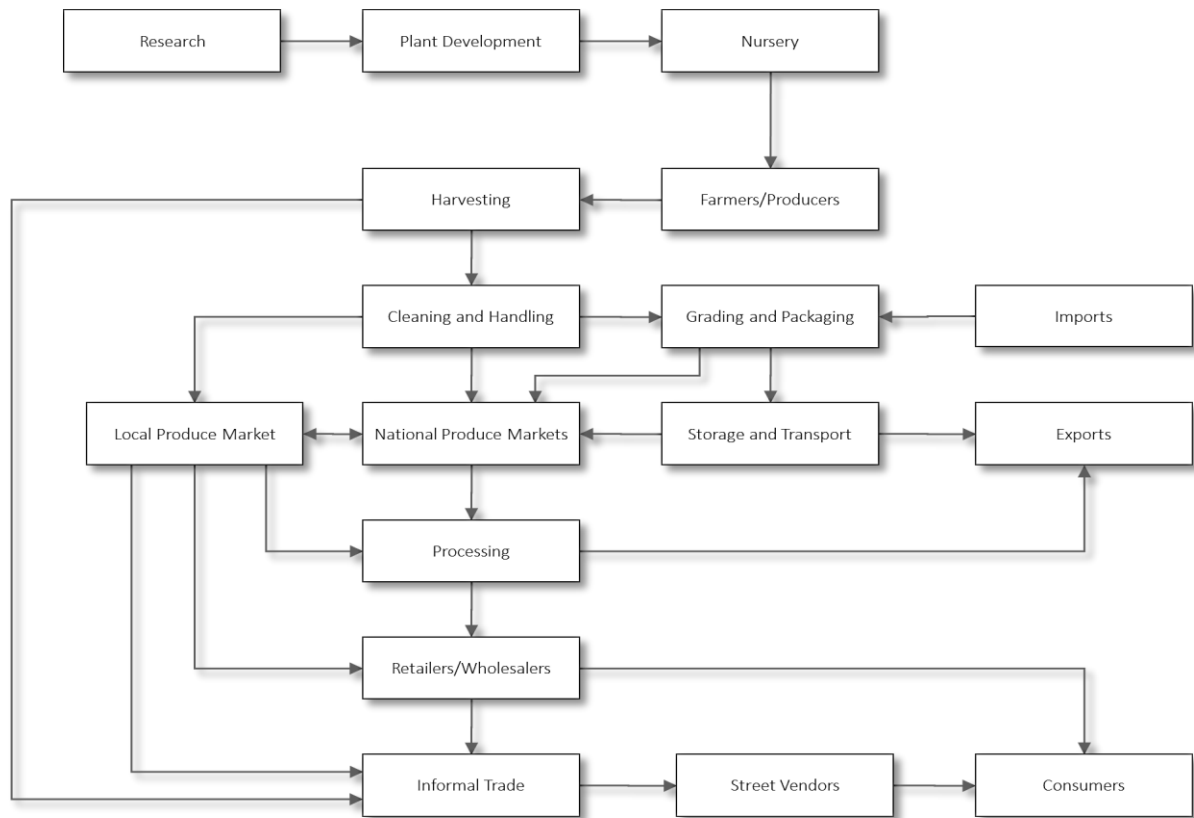 Research
Plant Development
Nursery
Harvesting
Farmers/Producers
Cleaning and Handling
Grading and Packaging
Imports
Local Produce Market
National Produce Markets
Storage and Transport
Exports
Processing
Retailers/Wholesalers
Informal Trade
Street Vendors
Consumers